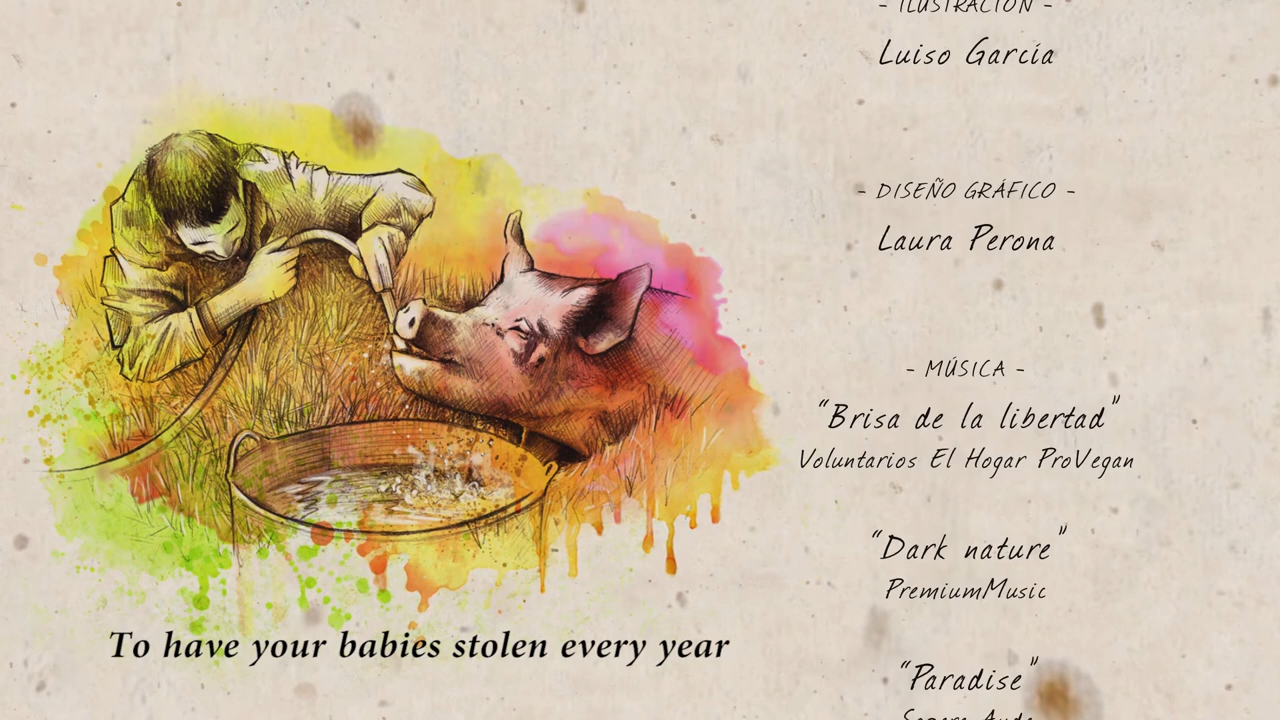 - ILUSTRACIÓN -
Luiso García
- DISEÑO GRÁFICO -
Laura Perona
- MÚSICA -
"Brisa de la libertad"
Voluntarios El Hogar ProVegan
"Dark nature"
PremiumMusic
"Paradise"
To have your babies stolen every year